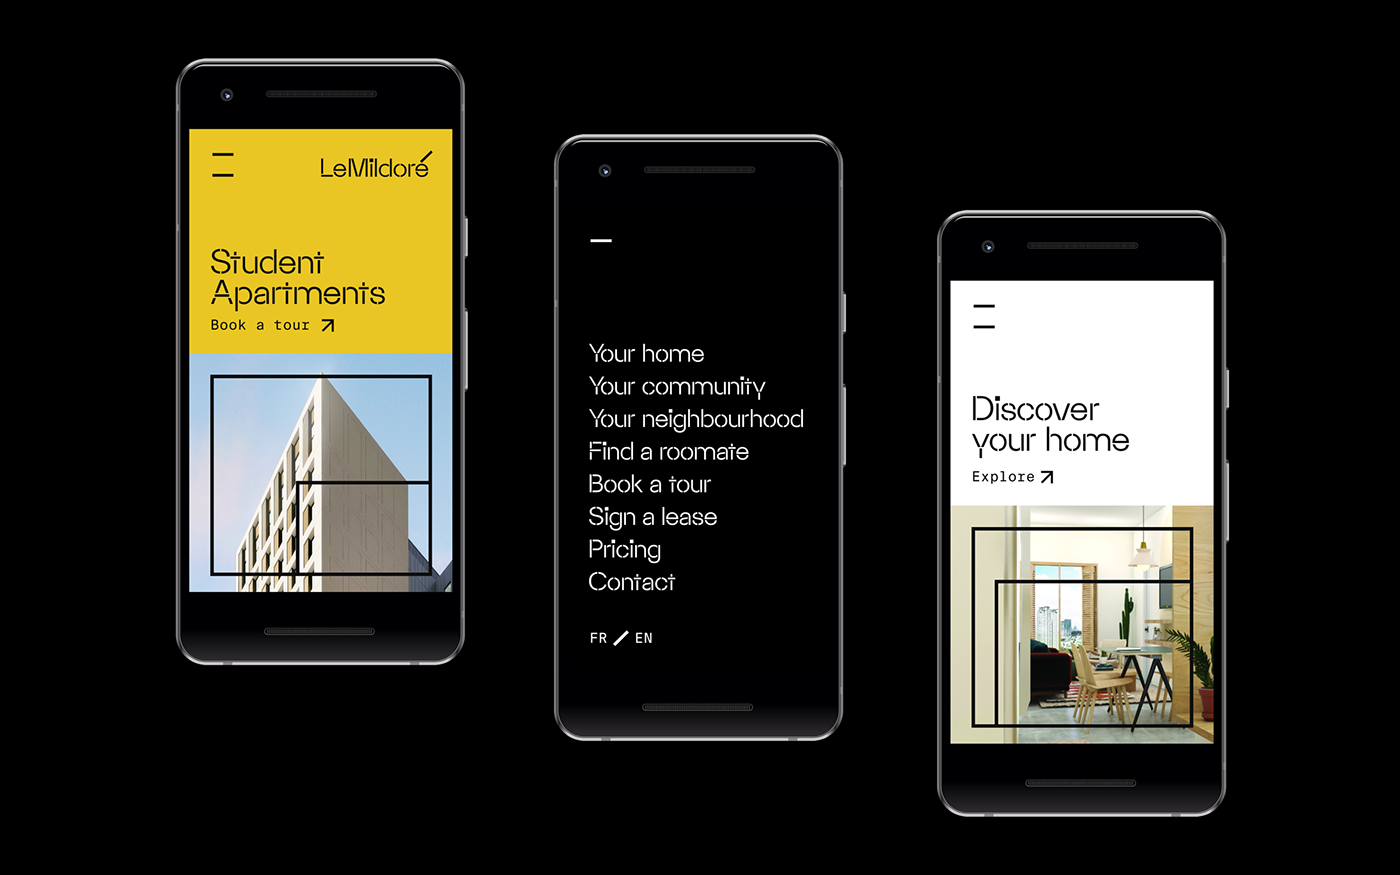 LeMildoré
Student
Apartments
Book a tour
Your home
Your community
Your neighbourhood
Find a roomate
Book a tour
Sign a lease
Pricing
Contact
FR / EN
Discover
your home
Explore